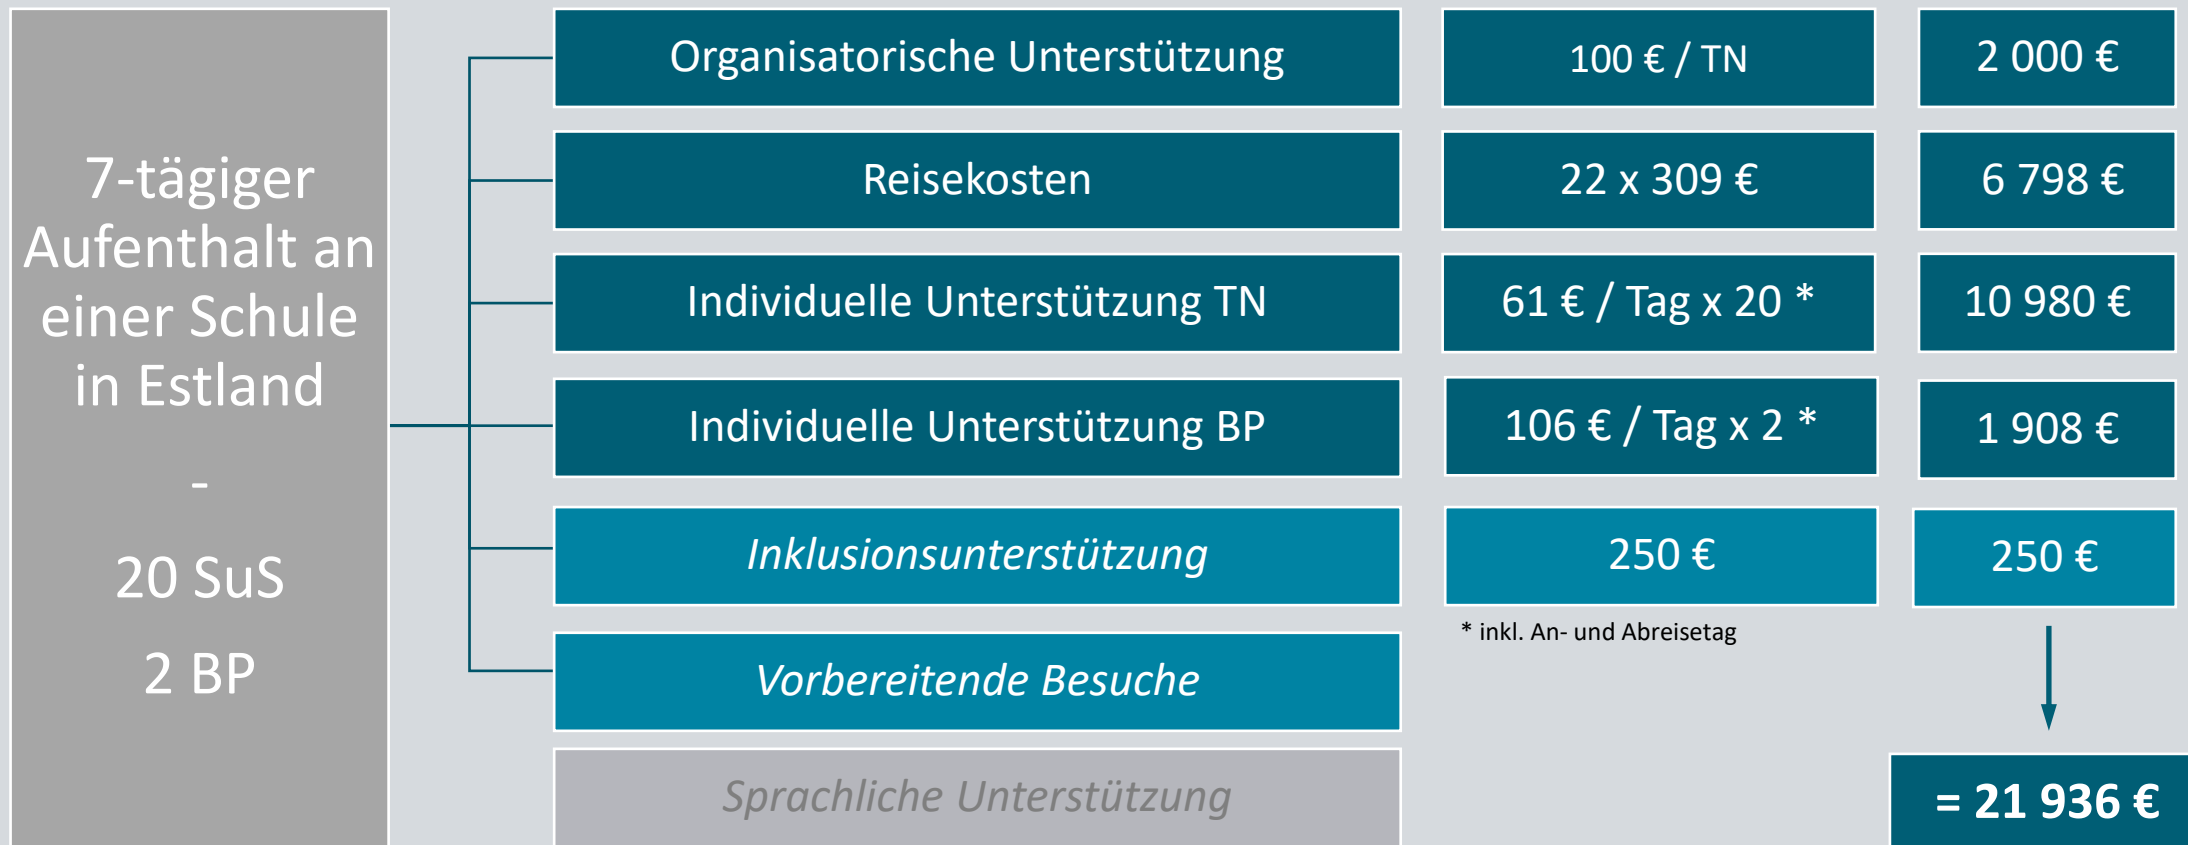 7-tägiger
Aufenthalt an
einer Schule
in Estland
-
20 SuS
2 BP
Organisatorische Unterstützung
100 € / TN
2 000 €
Reisekosten
22 x 309 €
6 798 €
Individuelle Unterstützung TN
61 € / Tag x 20 *
10 980 €
Individuelle Unterstützung BP
106 € / Tag x 2 *
1 908 €
Inklusionsunterstützung
250 €
250 €
* inkl. An- und Abreisetag
Vorbereitende Besuche
Sprachliche Unterstützung
= 21 936 €